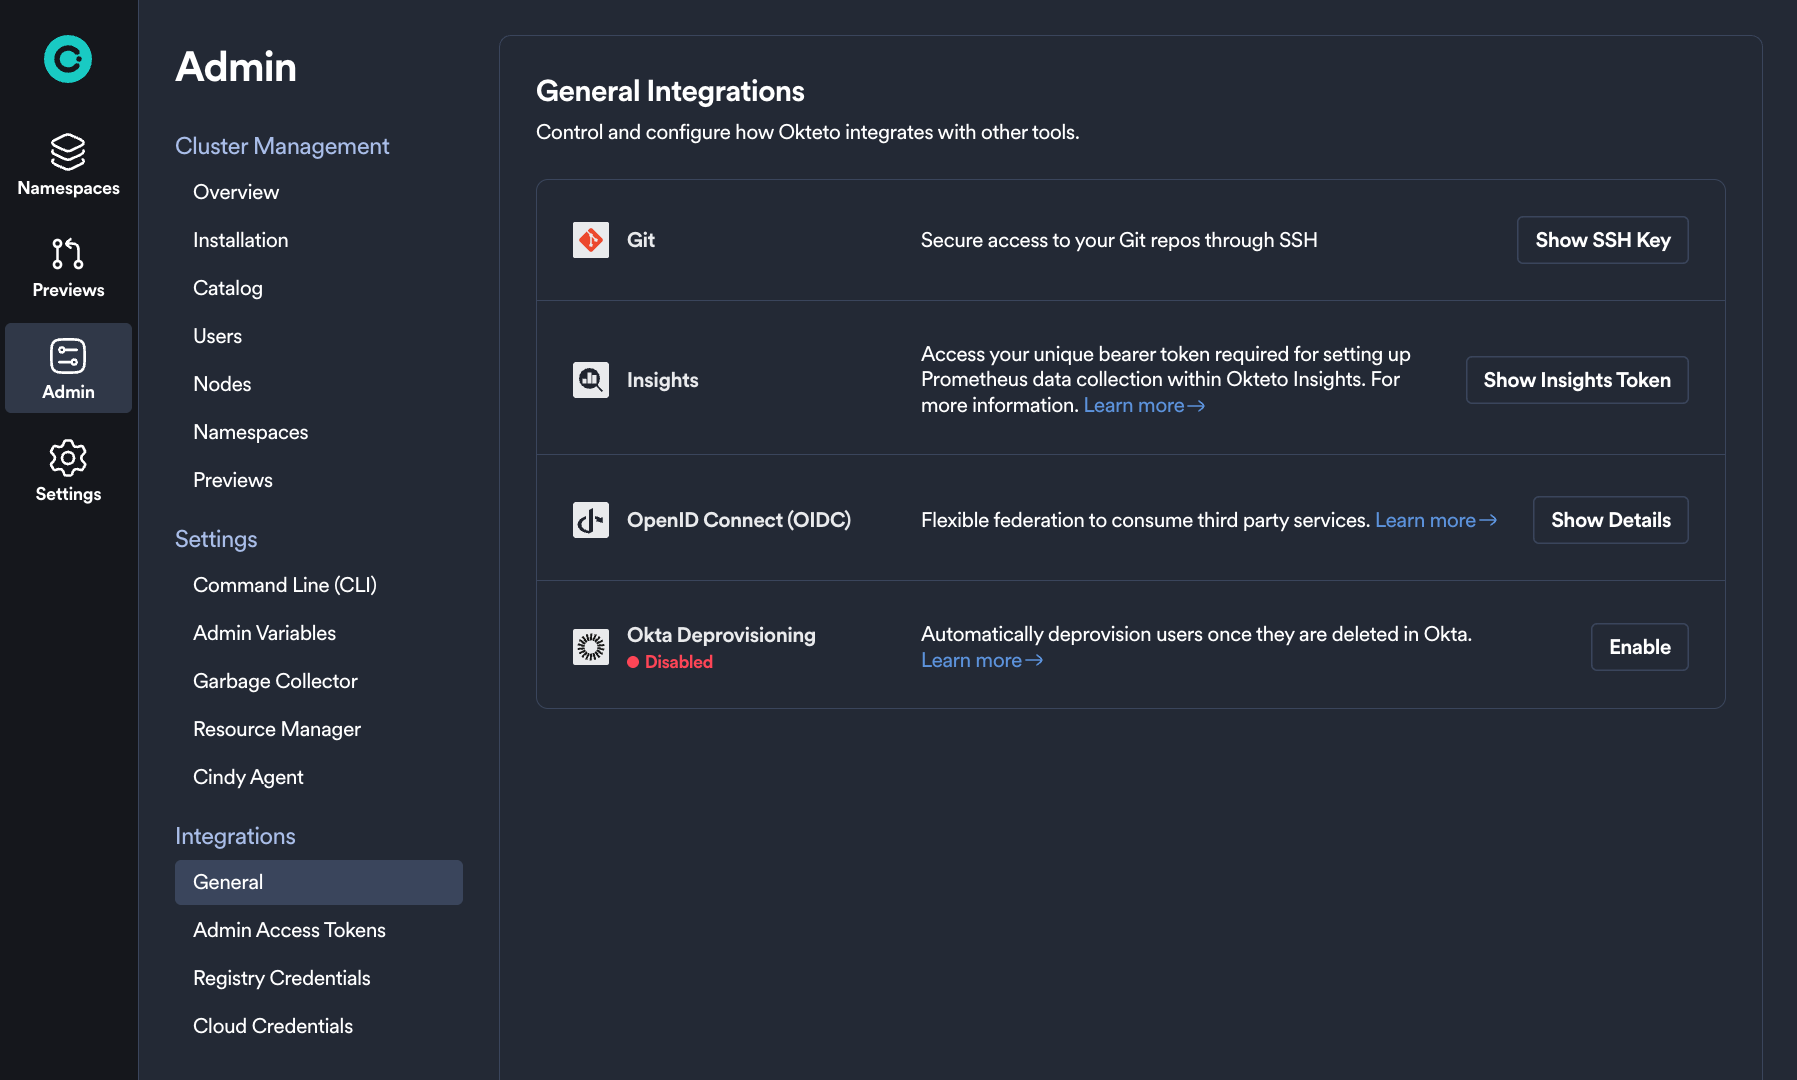 Namespaces
Previews
Admin
Settings
Admin
Cluster Management
Overview
Installation
Catalog
Users
Nodes
Namespaces
Previews
Settings
Command Line (CLI)
Admin Variables
Garbage Collector
Resource Manager
Cindy Agent
Integrations
General
Admin Access Tokens
Registry Credentials
Cloud Credentials
General Integrations
Control and configure how Okteto integrates with other tools.
Git
Secure access to your Git repos through SSH
Show SSH Key
Insights
Access your unique bearer token required for setting up
Prometheus data collection within Okteto Insights. For
more information. Learn more→
Show Insights Token
OpenID Connect (OIDC)
Flexible federation to consume third party services. Learn more→
Show Details
Okta Deprovisioning
Disabled
Automatically deprovision users once they are deleted in Okta.
Learn more→
Enable